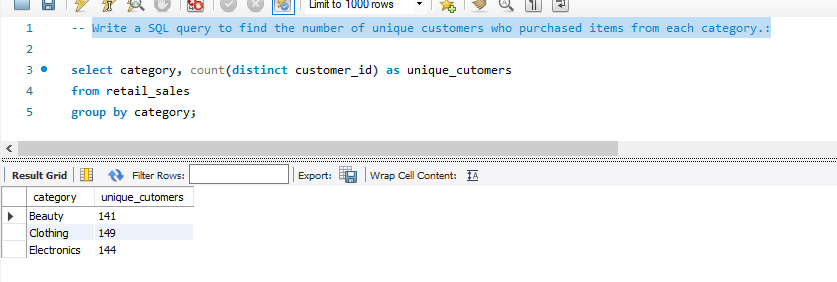 Limit to 1000 rows
1 -- Write a SQL query to find the number of unique customers who purchased items from each category.:
2
3 select category, count(distinct customer_id) as unique_cutomers
4 from retail_sales
5 group by category;
Result Grid Filter Rows: Export: Wrap Cell Content: IA
category unique_cutomers
Beauty 141
Clothing 149
Electronics 144